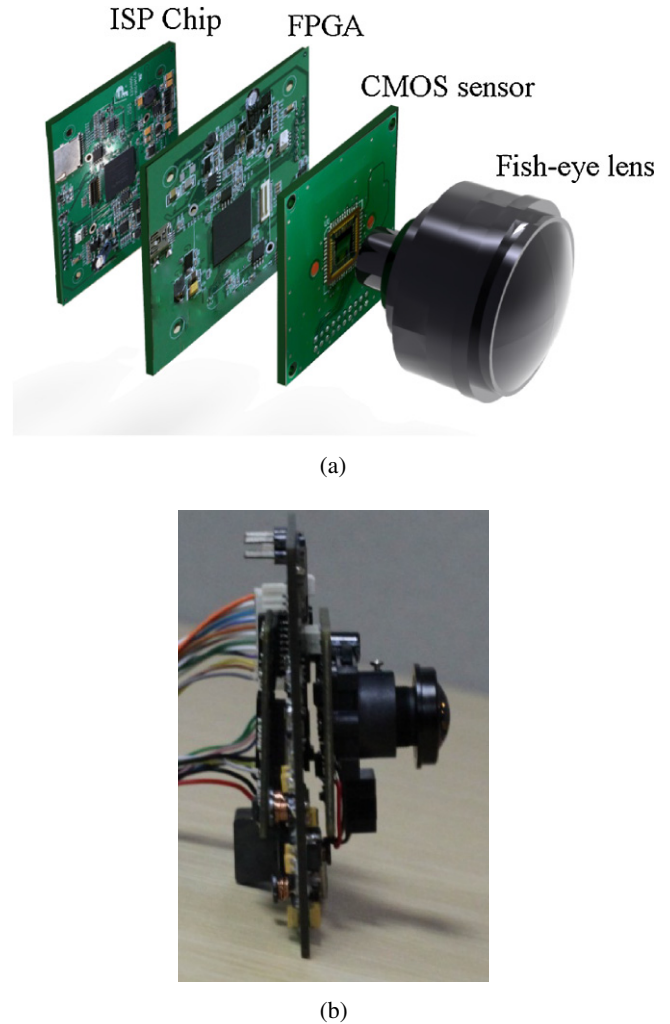 ISP Chip
FPGA
CMOS sensor
Fish-eye lens
(a)
(b)